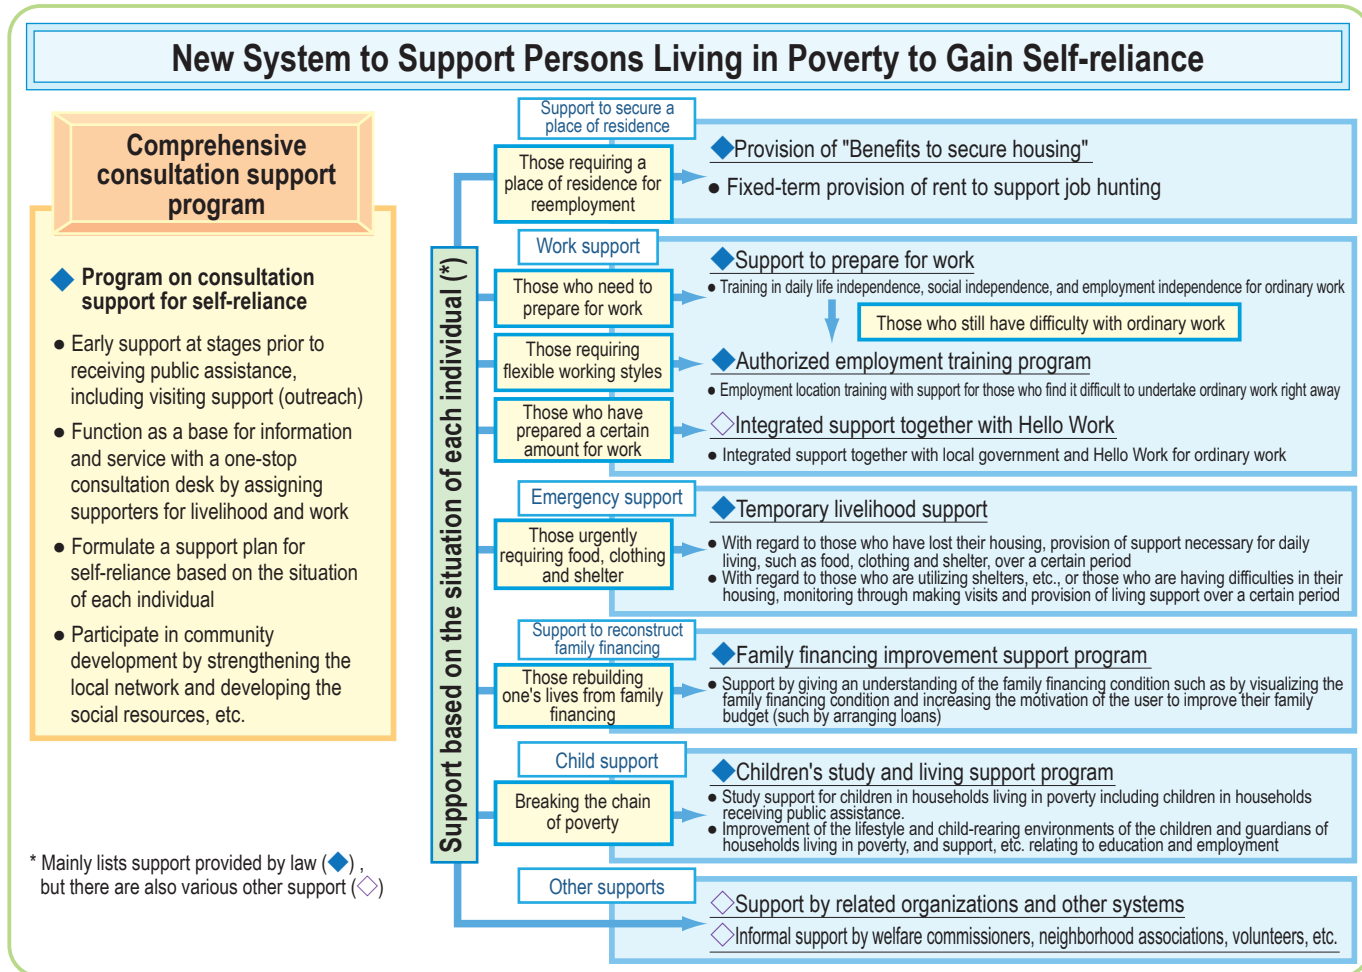 New System to Support Persons Living in Poverty to Gain Self-reliance
Comprehensive
consultation support
program
◆ Program on consultation
support for self-reliance
● Early support at stages prior to
receiving public assistance,
including visiting support (outreach)
● Function as a base for information
and service with a one-stop
consultation desk by assigning
supporters for livelihood and work
● Formulate a support plan for
self-reliance based on the situation
of each individual
● Participate in community
development by strengthening the
local network and developing the
social resources, etc.
* Mainly lists support provided by law (◆) ,
but there are also various other support (◇)
Support based on the situation of each individual (*)
Support to secure a
place of residence
Those requiring a
place of residence for
reemployment
◆Provision of "Benefits to secure housing"
● Fixed-term provision of rent to support job hunting
Work support
Those who need to
prepare for work
◆Support to prepare for work
● Training in daily life independence, social independence, and employment independence for ordinary work
Those who still have difficulty with ordinary work
Those requiring
flexible working styles
◆Authorized employment training program
● Employment location training with support for those who find it difficult to undertake ordinary work right away
Those who have
prepared a certain
amount for work
◇Integrated support together with Hello Work
● Integrated support together with local government and Hello Work for ordinary work
Emergency support
Those urgently
requiring food, clothing
and shelter
◆Temporary livelihood support
● With regard to those who have lost their housing, provision of support necessary for daily
living, such as food, clothing and shelter, over a certain period
● With regard to those who are utilizing shelters, etc., or those who are having difficulties in their
housing, monitoring through making visits and provision of living support over a certain period
Support to reconstruct
family financing
Those rebuilding
one's lives from family
financing
◆Family financing improvement support program
● Support by giving an understanding of the family financing condition such as by visualizing the
family financing condition and increasing the motivation of the user to improve their family
budget (such by arranging loans)
Child support
Breaking the chain
of poverty
◆Children's study and living support program
● Study support for children in households living in poverty including children in households
receiving public assistance.
● Improvement of the lifestyle and child-rearing environments of the children and guardians of
households living in poverty, and support, etc. relating to education and employment
Other supports
◇Support by related organizations and other systems
◇Informal support by welfare commissioners, neighborhood associations, volunteers, etc.